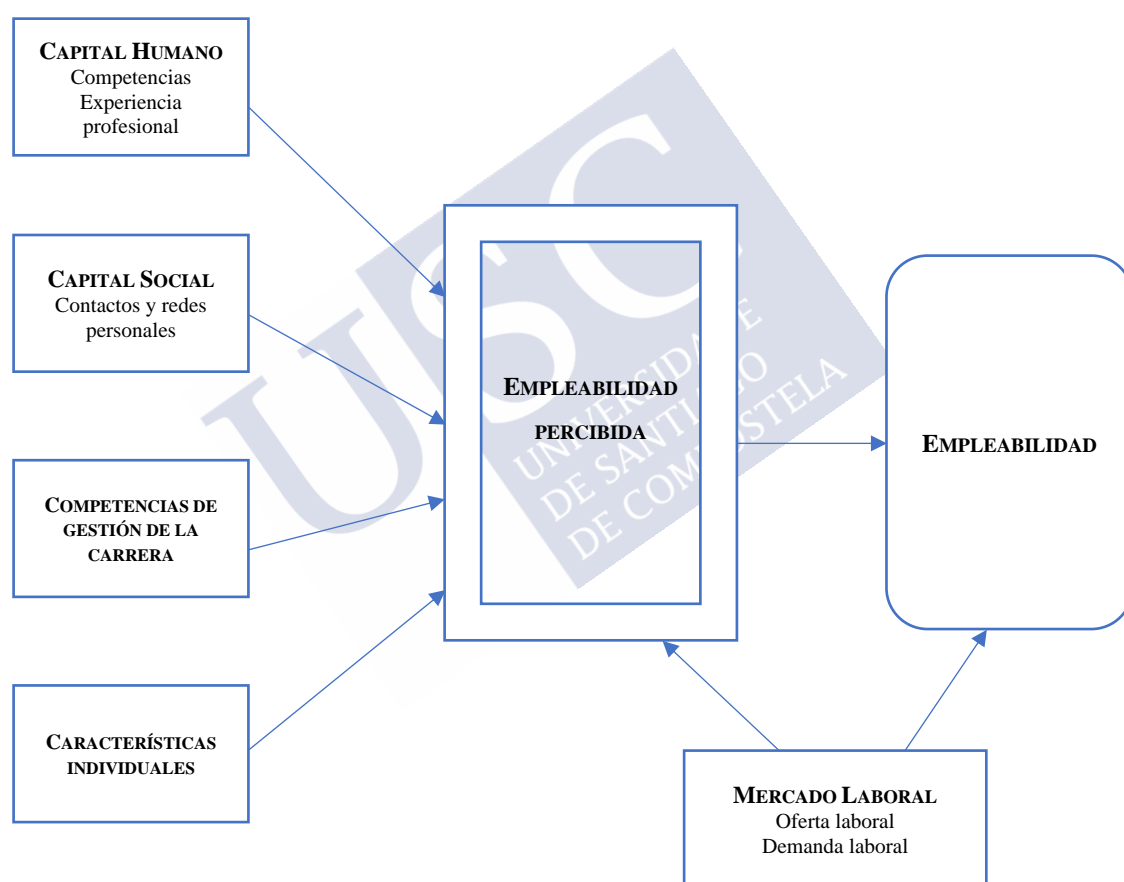 CAPITAL HUMANO
Competencias
Experiencia
profesional
CAPITAL SOCIAL
Contactos y redes
personales
COMPETENCIAS DE
GESTIÓN DE LA
CARRERA
CARACTERÍSTICAS
INDIVIDUALES
EMPLEABILIDAD
PERCIBIDA
EMPLEABILIDAD
MERCADO LABORAL
Oferta laboral
Demanda laboral
USC
UNIVERSIDADE
DE SANTIAGO
DE COMPOSTELA